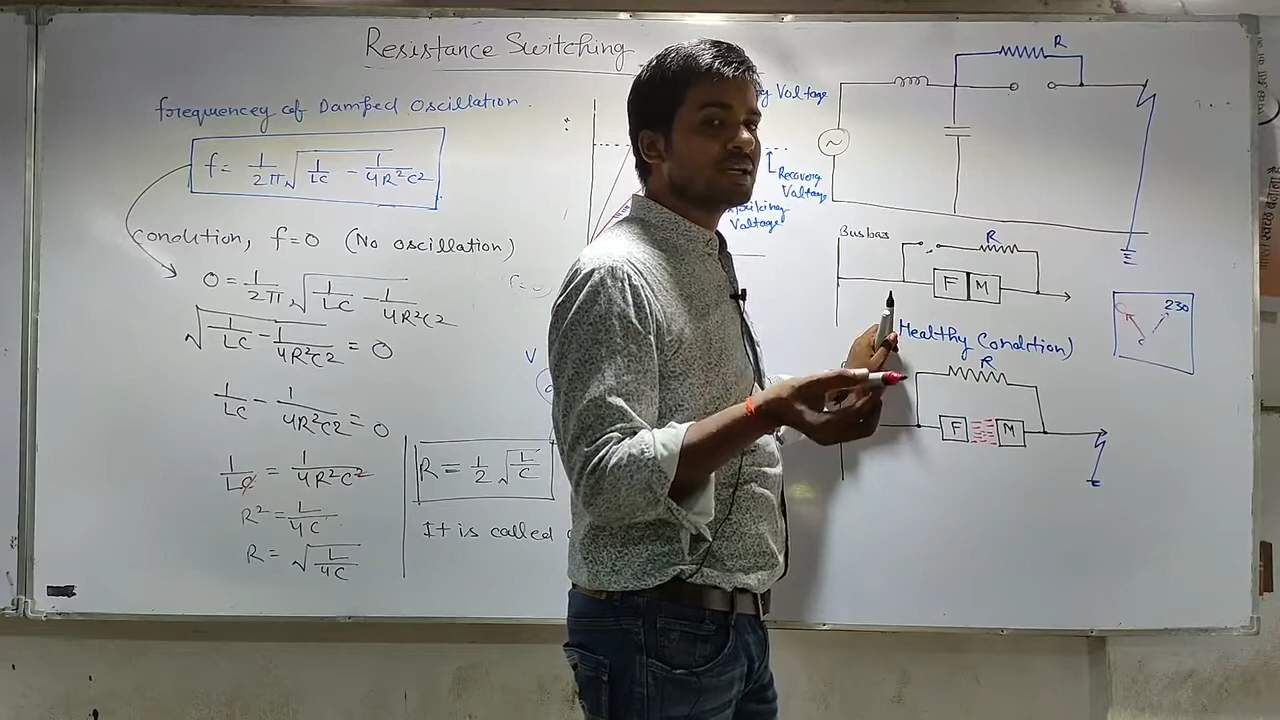 Resistance Switching
frequencey of Damped Oscillation.
f = 1/2π √(1/LC - 1/4R²C²)
Condition, f=0 (No oscillation)
0 = 1/2π √(1/LC - 1/4R²C²)
√(1/LC - 1/4R²C²) = 0
1/LC - 1/4R²C² = 0
1/LC = 1/4R²C²
R² = L/4C
R = √(L/4C)
R = 1/2 √(L/C)
It is called
Voltage
Recovery
Voltage
Voltage
V
R
~
Busbar
R
F M
Healthy Condition)
R
F M
230
c